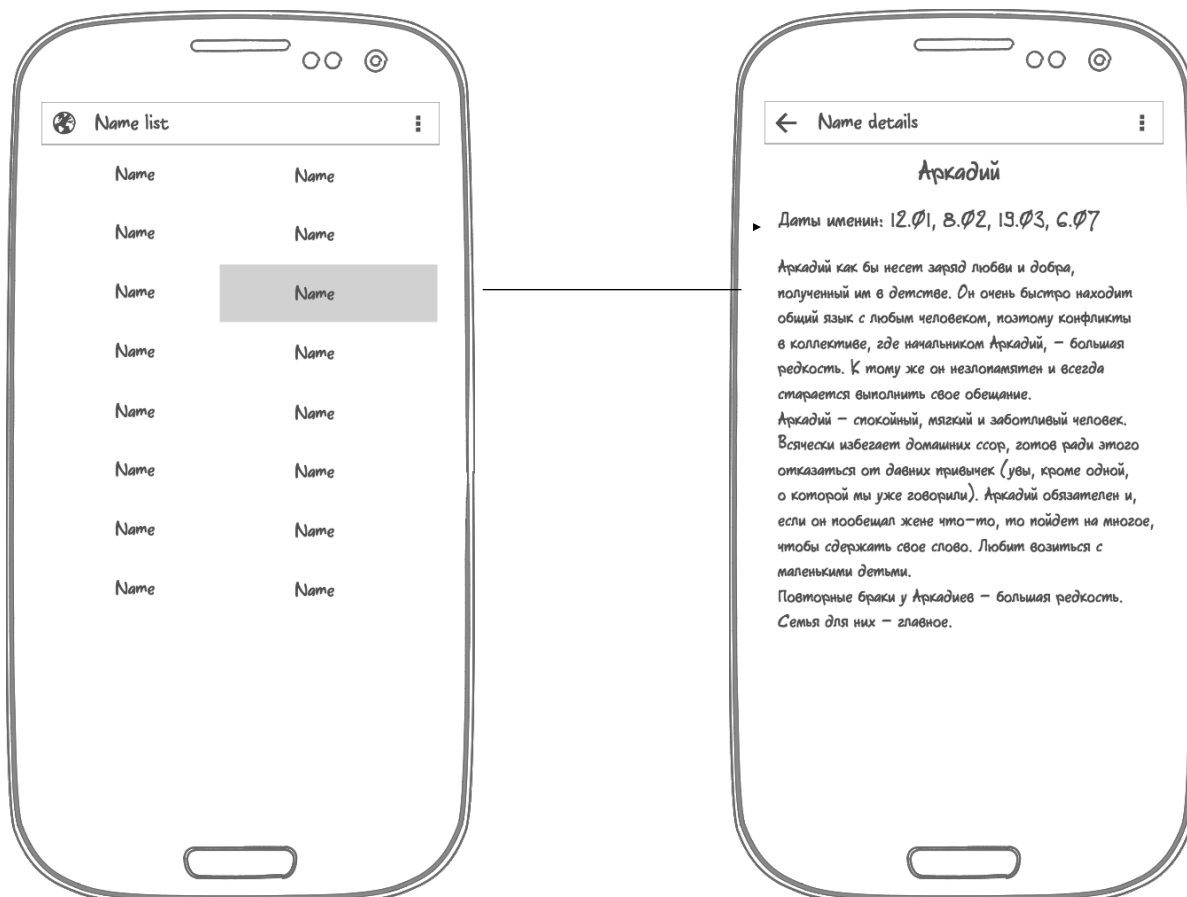 Name list
Name Name
Name Name
Name Name
Name Name
Name Name
Name Name
Name Name
Name Name
Name details
Аркадий
Даты именин: 12.01, 8.02, 19.03, 6.07
Аркадий как бы несет заряд любви и добра,
полученный им в детстве. Он очень быстро находит
общий язык с любым человеком, поэтому конфликты
в коллективе, где начальником Аркадий, – большая
редкость. К тому же он незлопамятен и всегда
старается выполнить свое обещание.
Аркадий – спокойный, мягкий и заботливый человек.
Всячески избегает домашних ссор, готов ради этого
отказаться от давних привычек (увы, кроме одной,
о которой мы уже говорили). Аркадий обязателен и,
если он пообещал жене что-то, то пойдет на многое,
чтобы сдержать свое слово. Любит возиться с
маленькими детьми.
Повторные браки у Аркадиев – большая редкость.
Семья для них – главное.